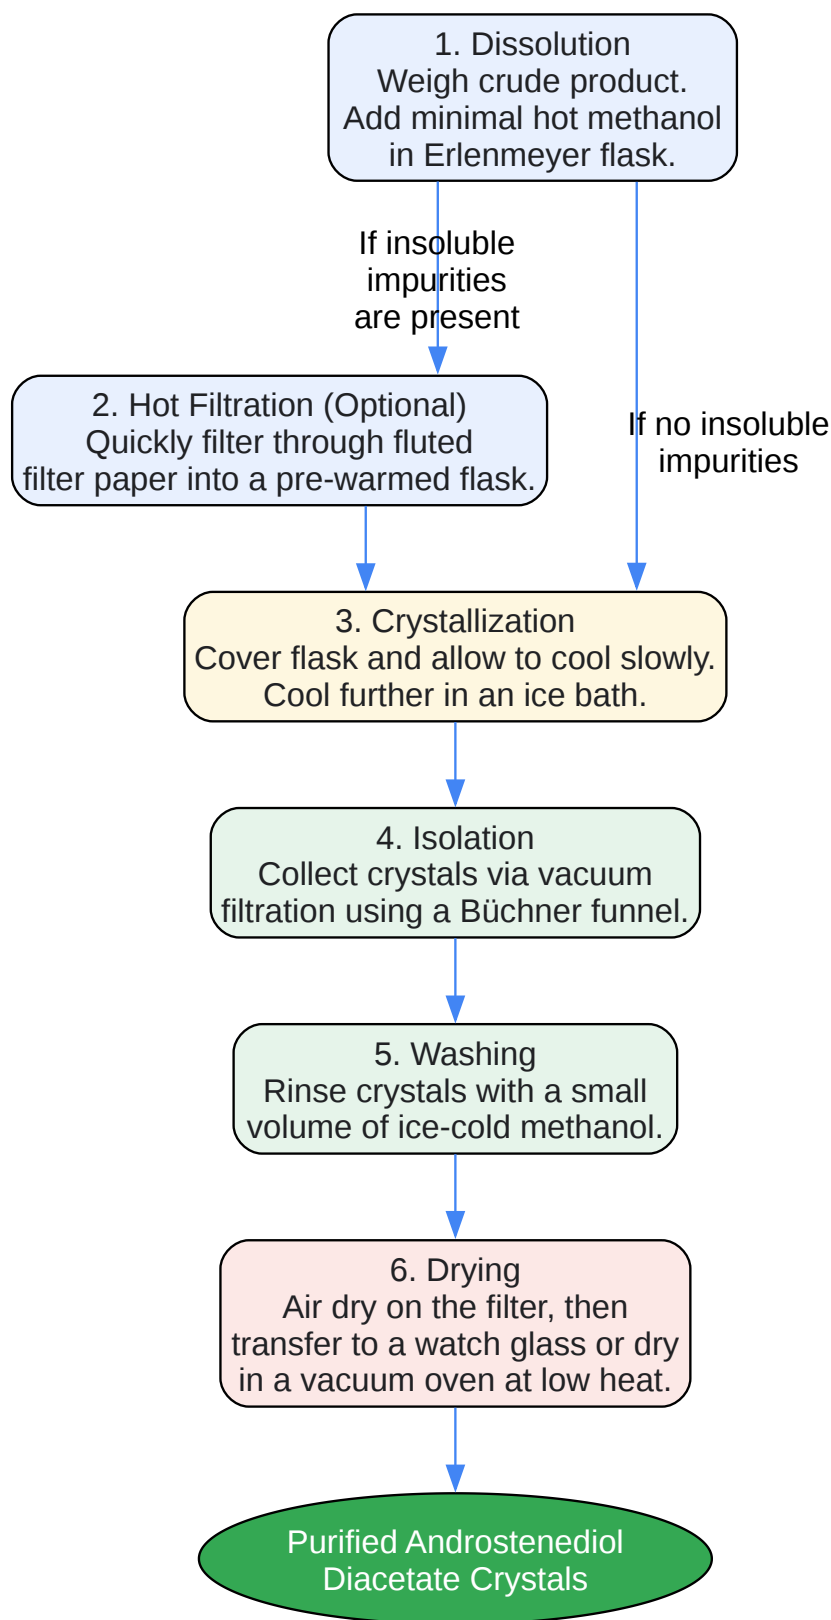 1. Dissolution
Weigh crude product.
Add minimal hot methanol
in Erlenmeyer flask.
If insoluble
impurities
are present
2. Hot Filtration (Optional)
Quickly filter through fluted
filter paper into a pre-warmed flask.
If no insoluble
impurities
3. Crystallization
Cover flask and allow to cool slowly.
Cool further in an ice bath.
4. Isolation
Collect crystals via vacuum
filtration using a Büchner funnel.
5. Washing
Rinse crystals with a small
volume of ice-cold methanol.
6. Drying
Air dry on the filter, then
transfer to a watch glass or dry
in a vacuum oven at low heat.
Purified Androstenediol
Diacetate Crystals